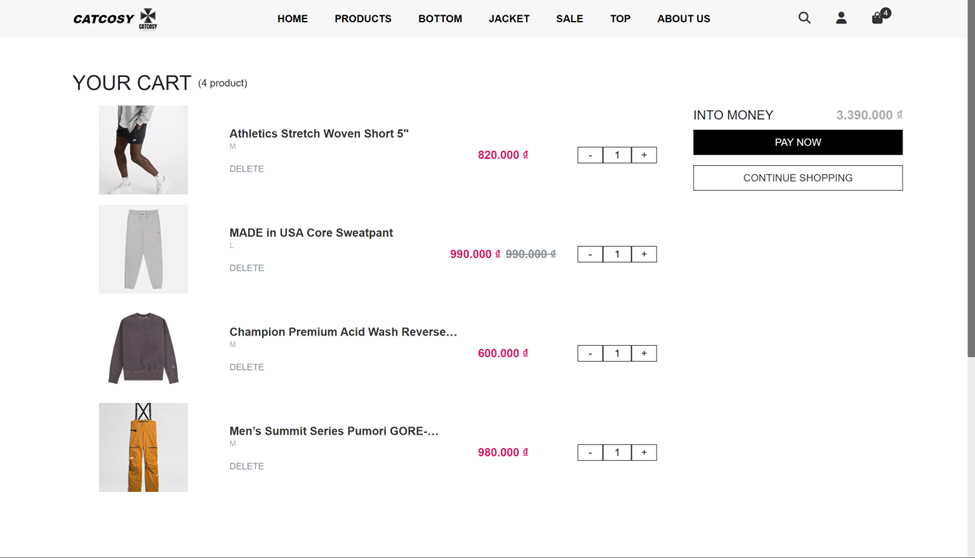 CATCOSY
CATCOSY
HOME PRODUCTS BOTTOM JACKET SALE TOP ABOUT US
4
YOUR CART (4 product)
Athletics Stretch Woven Short 5"
M
DELETE
820.000 ₫
- 1 +
MADE in USA Core Sweatpant
L
DELETE
990.000 ₫ 990.000 ₫
- 1 +
Champion Premium Acid Wash Reverse…
M
DELETE
600.000 ₫
- 1 +
Men’s Summit Series Pumori GORE-…
M
DELETE
980.000 ₫
- 1 +
INTO MONEY 3.390.000 ₫
PAY NOW
CONTINUE SHOPPING